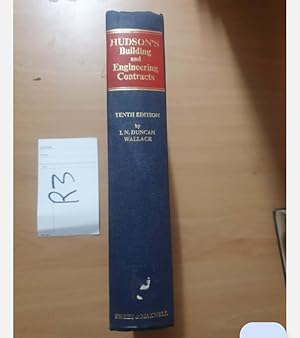 HUDSON'S
Building
and
Engineering
Contracts
TENTH EDITION
by
I. N. DUNCAN
WALLACE
SWEET & MAXWELL
R3